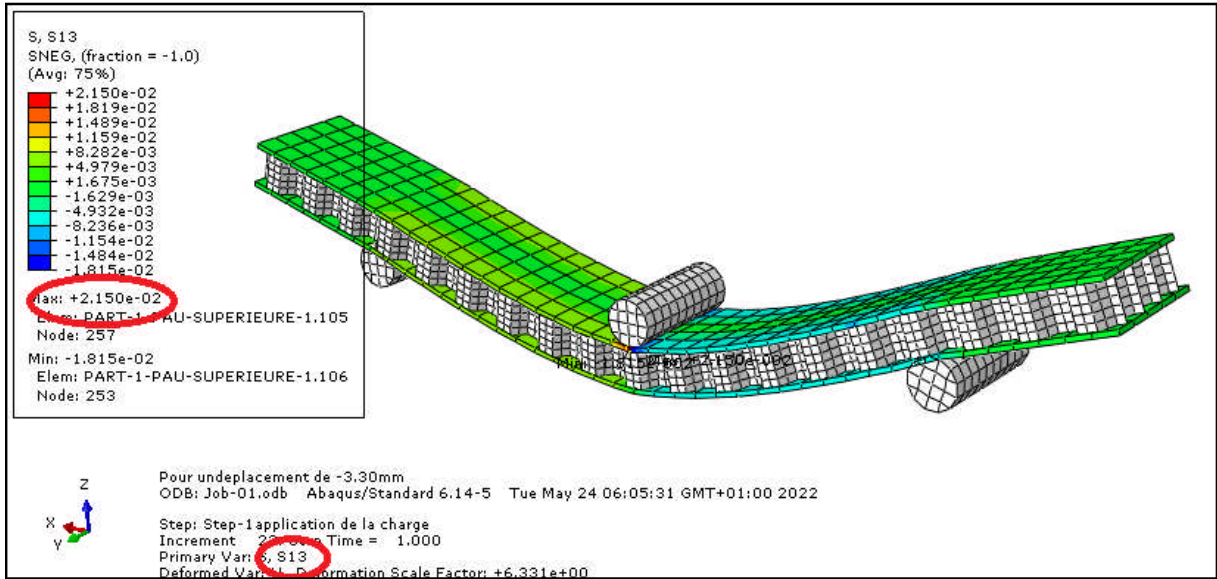 S, S13
SNEG, (fraction = -1.0)
(Avg: 75%)
+2.150e-02
+1.819e-02
+1.489e-02
+1.159e-02
+8.282e-03
+4.979e-03
+1.675e-03
-1.629e-03
-4.932e-03
-8.236e-03
-1.154e-02
-1.484e-02
-1.815e-02
Max: +2.150e-02
Elem: PART-1-PAU-SUPERIEURE-1.105
Node: 257
Min: -1.815e-02
Elem: PART-1-PAU-SUPERIEURE-1.106
Node: 253
Z
X
Y
Pour undeplacement de -3.30mm
ODB: Job-01.odb Abaqus/Standard 6.14-5 Tue May 24 06:05:31 GMT+01:00 2022
Step: Step-1application de la charge
Increment Time = 1.000
Primary Var: S, S13
Deformed Var: Deformation Scale Factor: +6.331e+00